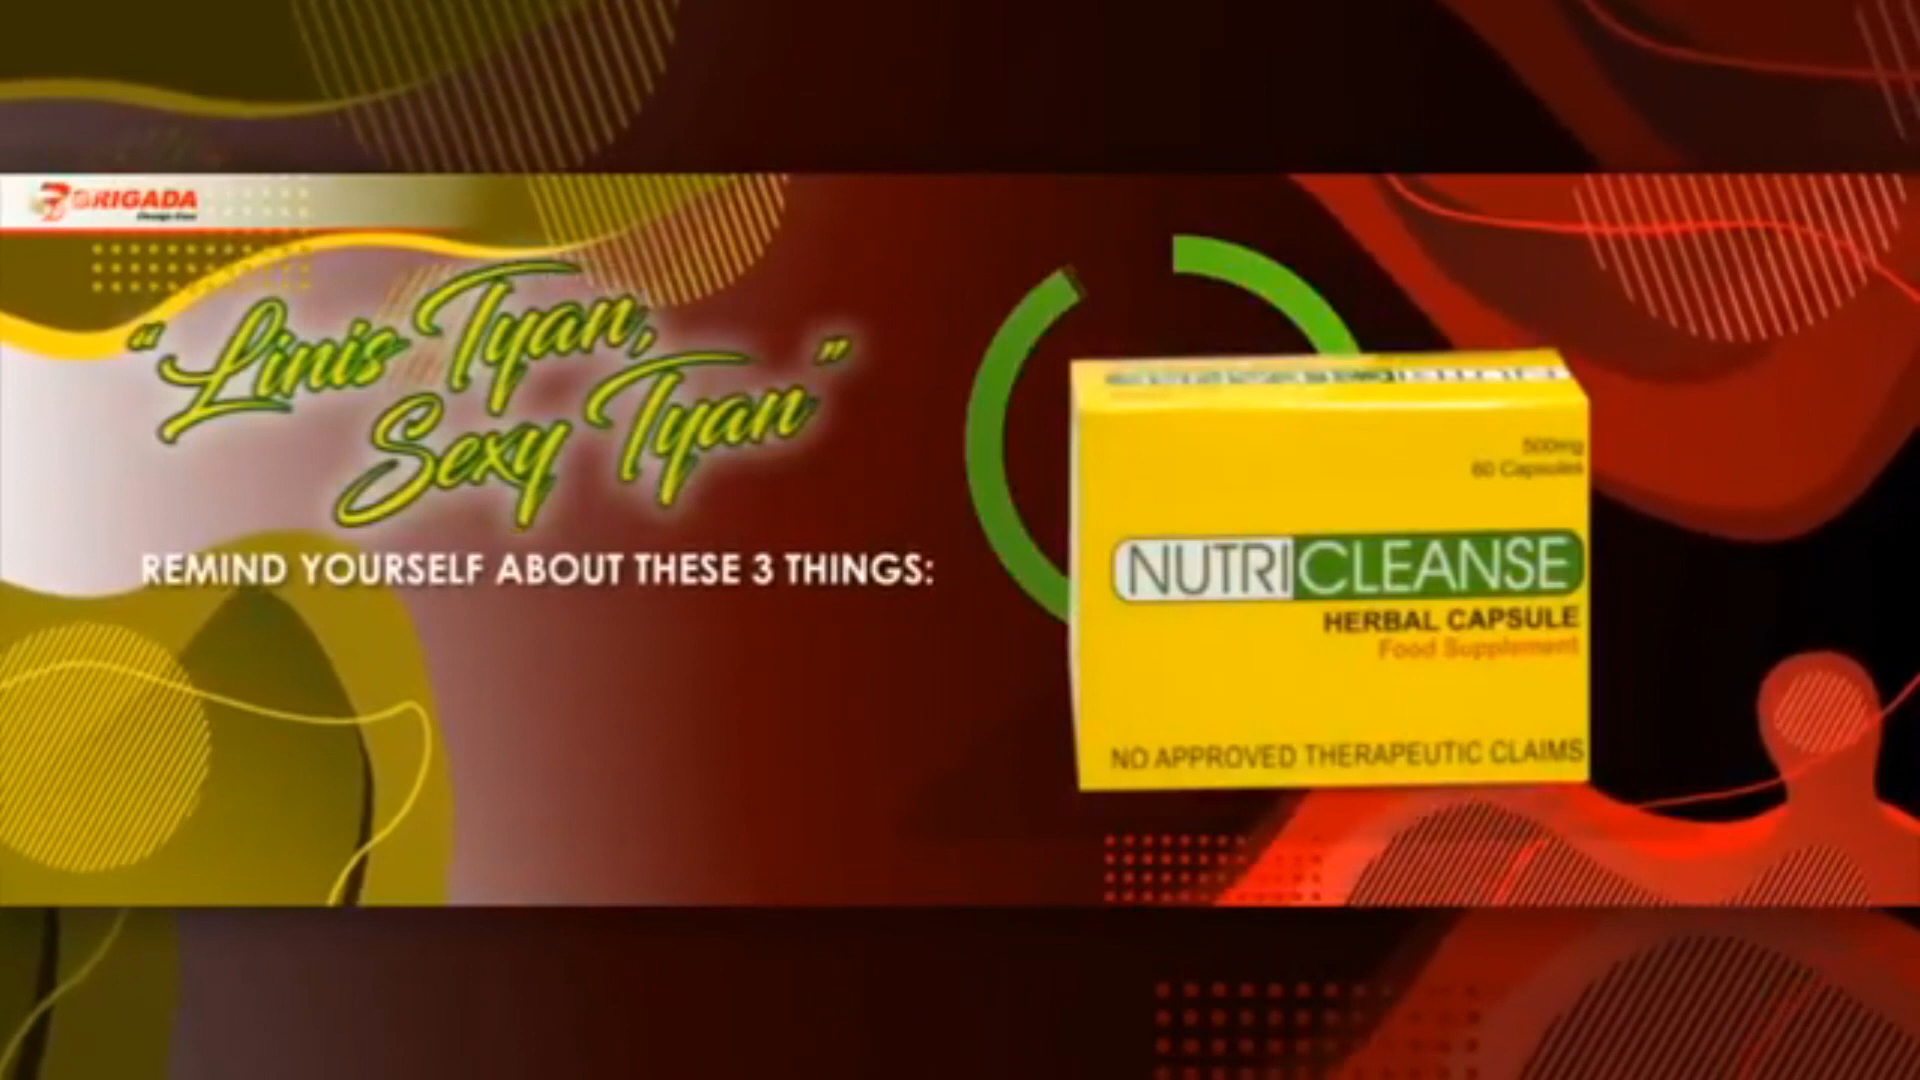 BRIGADA
"Linis Tyan,
Sexy Tyan"
REMIND YOURSELF ABOUT THESE 3 THINGS:
500mg
60 Capsules
NUTRICLEANSE
HERBAL CAPSULE
Food Supplement
NO APPROVED THERAPEUTIC CLAIMS